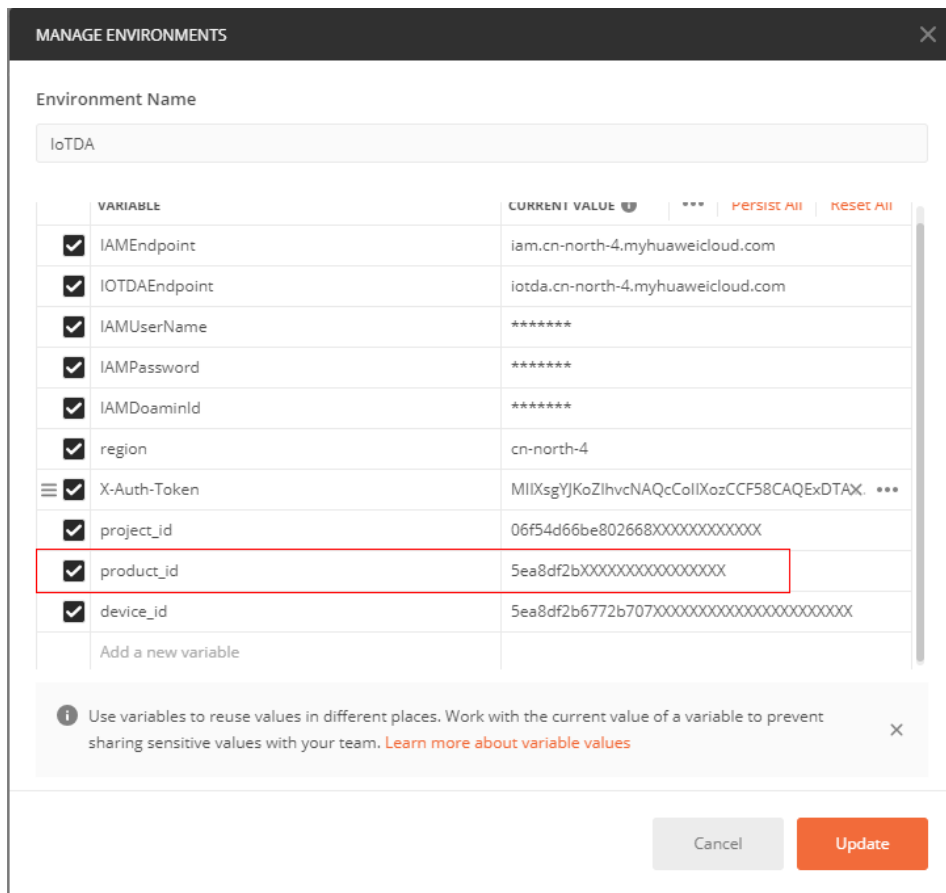 MANAGE ENVIRONMENTS
Environment Name
IoTDA
VARIABLE CURRENT VALUE Persist All Reset All
IAMEndpoint iam.cn-north-4.myhuaweicloud.com
IOTDAEndpoint iotda.cn-north-4.myhuaweicloud.com
IAMUserName *******
IAMPassword *******
IAMDoaminId *******
region cn-north-4
X-Auth-Token MIIXsgYJKoZIhvcNAQcCoIIXozCCF58CAQExDTA
project_id 06f54d66be802668XXXXXXXXXXXX
product_id 5ea8df2bXXXXXXXXXXXXXXXX
device_id 5ea8df2b6772b707XXXXXXXXXXXXXXXXXXXXXX
Add a new variable
Use variables to reuse values in different places. Work with the current value of a variable to prevent
sharing sensitive values with your team. Learn more about variable values
Cancel Update